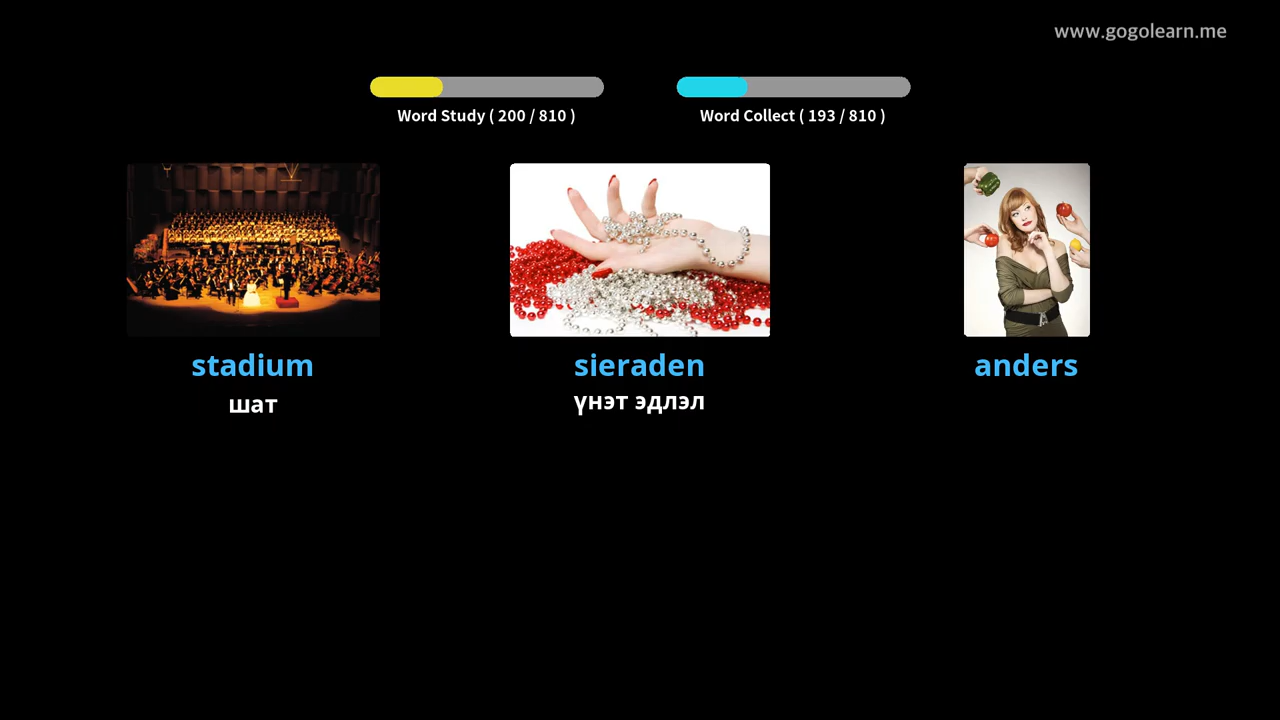 www.gogolearn.me
Word Study ( 200 / 810 )
Word Collect ( 193 / 810 )
stadium
sieraden
anders
шат
үнэт эдлэл